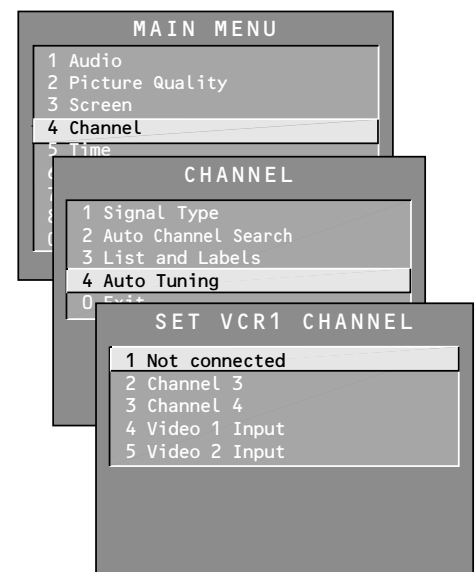 MAIN MENU
1 Audio
2 Picture Quality
3 Screen
4 Channel
5 Time
CHANNEL
1 Signal Type
2 Auto Channel Search
3 List and Labels
4 Auto Tuning
0 Exit
SET VCR1 CHANNEL
1 Not connected
2 Channel 3
3 Channel 4
4 Video 1 Input
5 Video 2 Input